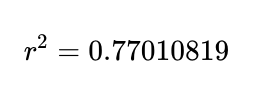 r² = 0.77010819